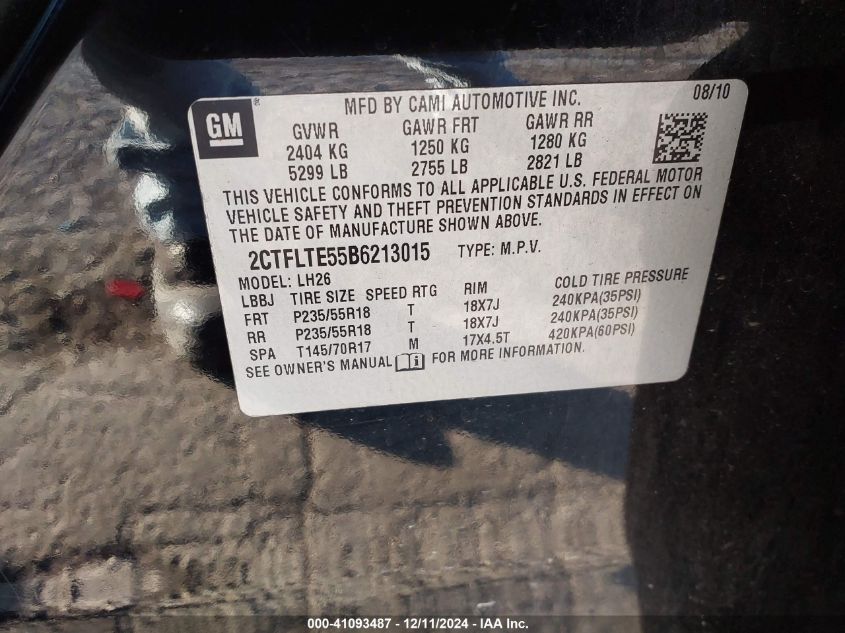 MFD BY CAMI AUTOMOTIVE INC. 08/10
GM®
GVWR GAWR FRT GAWR RR
2404 KG 1250 KG 1280 KG
5299 LB 2755 LB 2821 LB
THIS VEHICLE CONFORMS TO ALL APPLICABLE U.S. FEDERAL MOTOR
VEHICLE SAFETY AND THEFT PREVENTION STANDARDS IN EFFECT ON
THE DATE OF MANUFACTURE SHOWN ABOVE.
2CTFLTE55B6213015 TYPE: M.P.V.
MODEL: LH26
LBBJ TIRE SIZE SPEED RTG RIM COLD TIRE PRESSURE
FRT P235/55R18 T 18X7J 240KPA(35PSI)
RR P235/55R18 T 18X7J 240KPA(35PSI)
SPA T145/70R17 M 17X4.5T 420KPA(60PSI)
SEE OWNER'S MANUAL FOR MORE INFORMATION.
000-41093487 - 12/11/2024 - IAA Inc.